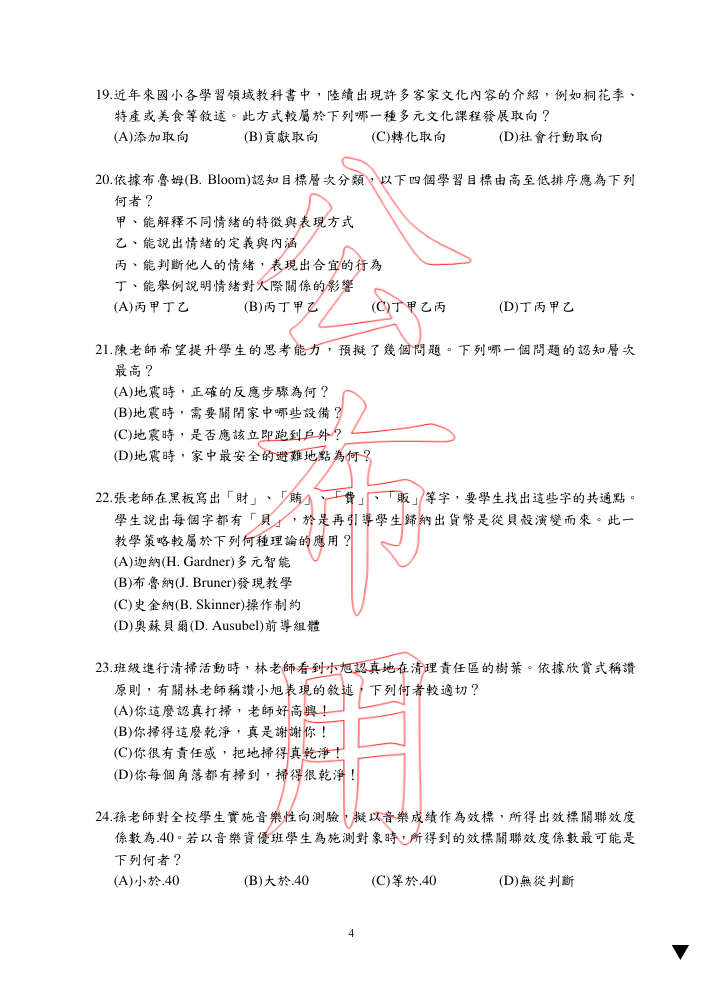 19.近年來國小各學習領域教科書中，陸續出現許多客家文化內容的介紹，例如桐花季、
特產或美食等敘述。此方式較屬於下列哪一種多元文化課程發展取向？
(A)添加取向 (B)貢獻取向 (C)轉化取向 (D)社會行動取向
20.依據布魯姆(B. Bloom)認知目標層次分類，以下四個學習目標由高至低排序應為下列
何者？
甲、能解釋不同情緒的特徵與表現方式
乙、能說出情緒的定義與內涵
丙、能判斷他人的情緒，表現出合宜的行為
丁、能舉例說明情緒對人際關係的影響
(A)丙甲丁乙 (B)丙丁甲乙 (C)丁甲乙丙 (D)丁丙甲乙
21.陳老師希望提升學生的思考能力，預擬了幾個問題。下列哪一個問題的認知層次
最高？
(A)地震時，正確的反應步驟為何？
(B)地震時，需要關閉家中哪些設備？
(C)地震時，是否應該立即跑到戶外？
(D)地震時，家中最安全的避難地點為何？
22.張老師在黑板寫出「財」、「賄」、「費」、「販」等字，要學生找出這些字的共通點。
學生說出每個字都有「貝」，於是再引導學生歸納出貨幣是從貝殼演變而來。此一
教學策略較屬於下列何種理論的應用？
(A)迦納(H. Gardner)多元智能
(B)布魯納(J. Bruner)發現教學
(C)史金納(B. Skinner)操作制約
(D)奧蘇貝爾(D. Ausubel)前導組體
23.班級進行清掃活動時，林老師看到小旭認真地在清理責任區的樹葉。依據欣賞式稱讚
原則，有關林老師稱讚小旭表現的敘述，下列何者較適切？
(A)你這麼認真打掃，老師好高興！
(B)你掃得這麼乾淨，真是謝謝你！
(C)你很有責任感，把地掃得真乾淨！
(D)你每個角落都有掃到，掃得很乾淨！
24.孫老師對全校學生實施音樂性向測驗，擬以音樂成績作為效標，所得出效標關聯效度
係數為.40。若以音樂資優班學生為施測對象時，所得到的效標關聯效度係數最可能是
下列何者？
(A)小於.40 (B)大於.40 (C)等於.40 (D)無從判斷
公布用
4